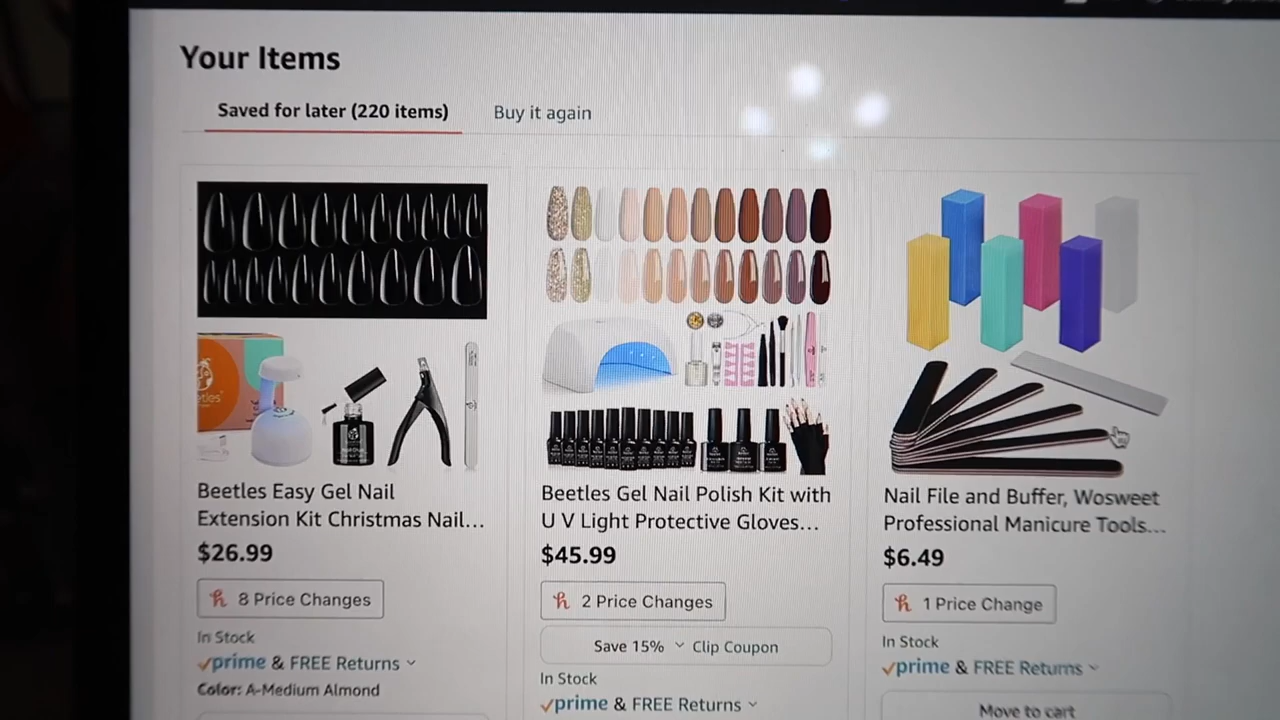 Your Items
Saved for later (220 items)
Buy it again
Beetles Easy Gel Nail
Extension Kit Christmas Nail...
$26.99
8 Price Changes
In Stock
prime & FREE Returns
Color: A-Medium Almond
Beetles Gel Nail Polish Kit with
U V Light Protective Gloves...
$45.99
2 Price Changes
Save 15%
Clip Coupon
In Stock
prime & FREE Returns
Nail File and Buffer, Wosweet
Professional Manicure Tools...
$6.49
1 Price Change
In Stock
prime & FREE Returns
Move to cart